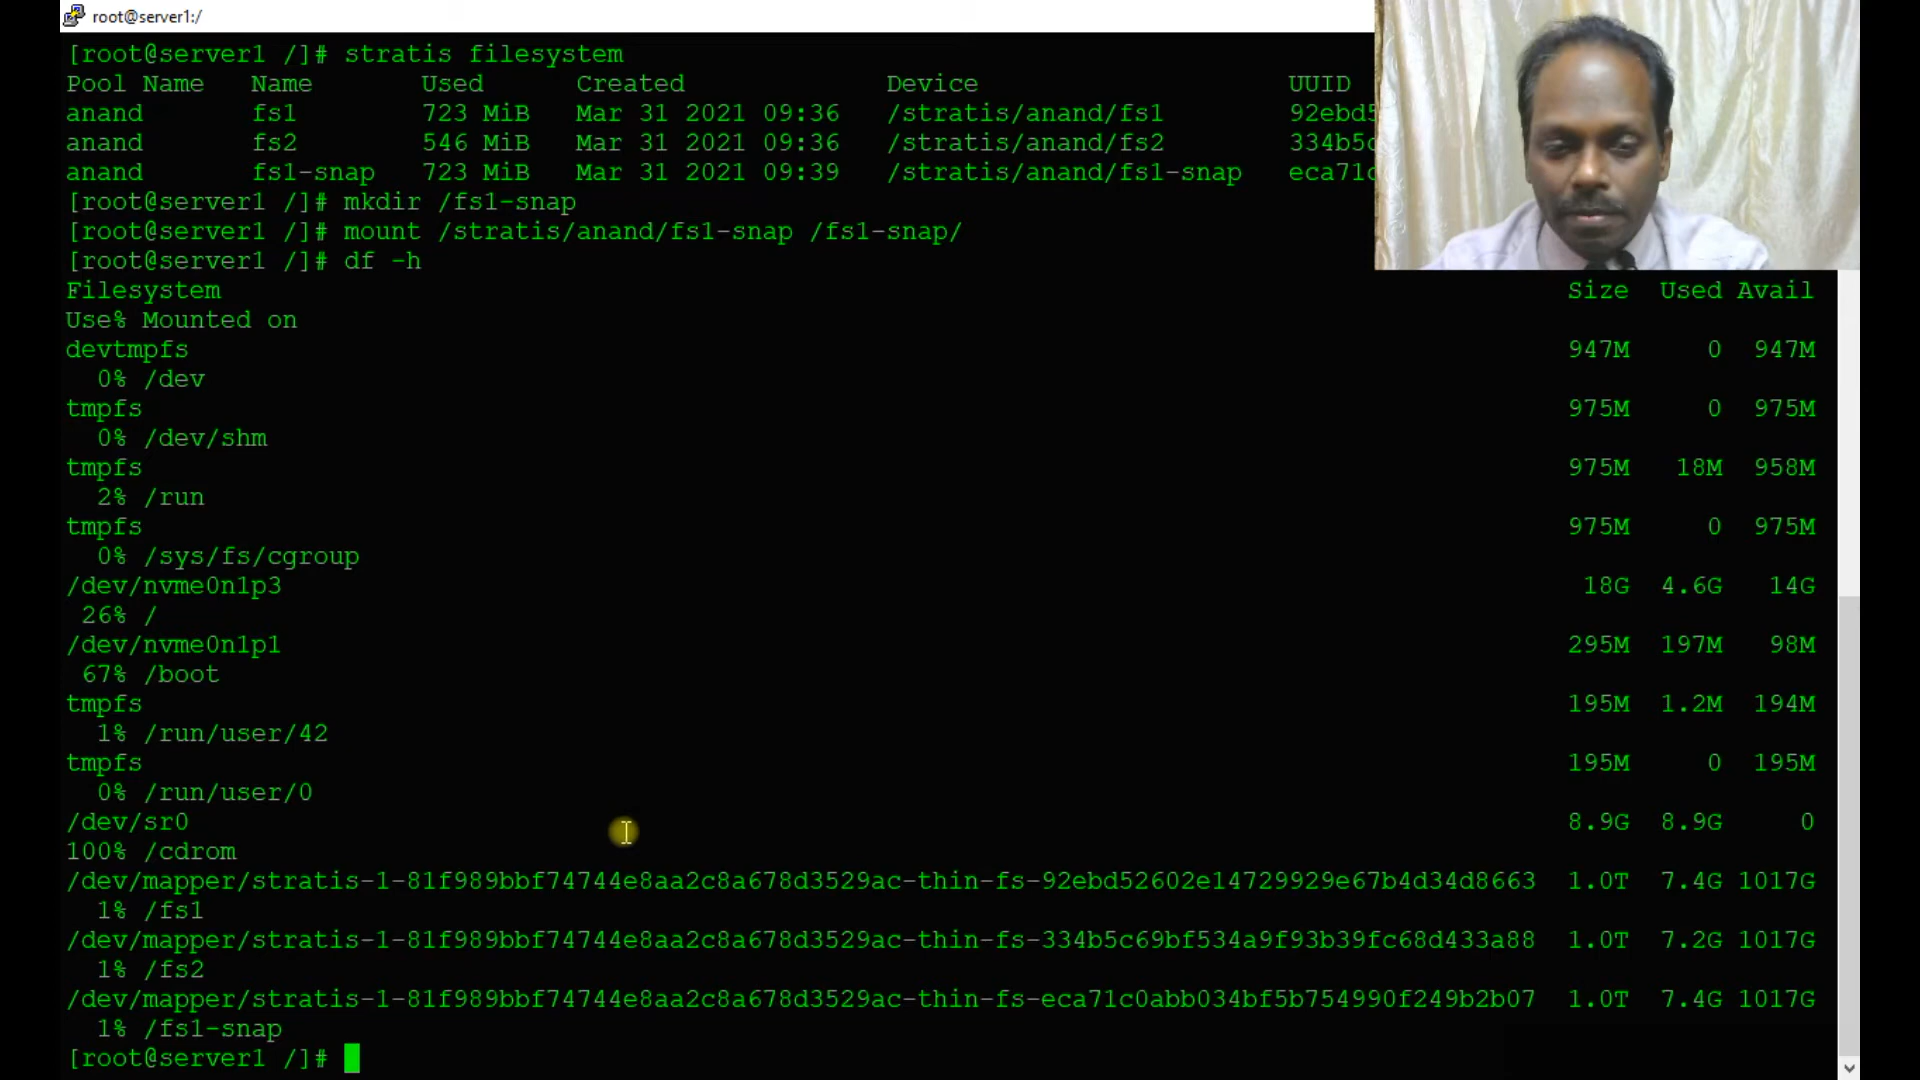 root@server1:/
[root@server1 /]# stratis filesystem
Pool Name Name Used Created Device UUID
anand fs1 723 MiB Mar 31 2021 09:36 /stratis/anand/fs1 92ebd5
anand fs2 546 MiB Mar 31 2021 09:36 /stratis/anand/fs2 334b5c
anand fs1-snap 723 MiB Mar 31 2021 09:39 /stratis/anand/fs1-snap eca71c
[root@server1 /]# mkdir /fs1-snap
[root@server1 /]# mount /stratis/anand/fs1-snap /fs1-snap/
[root@server1 /]# df -h
Filesystem Size Used Avail
Use% Mounted on
devtmpfs 947M 0 947M
0% /dev
tmpfs 975M 0 975M
0% /dev/shm
tmpfs 975M 18M 958M
2% /run
tmpfs 975M 0 975M
0% /sys/fs/cgroup
/dev/nvme0n1p3 18G 4.6G 14G
26% /
/dev/nvme0n1p1 295M 197M 98M
67% /boot
tmpfs 195M 1.2M 194M
1% /run/user/42
tmpfs 195M 0 195M
0% /run/user/0
/dev/sr0 8.9G 8.9G 0
100% /cdrom
/dev/mapper/stratis-1-81f989bbf74744e8aa2c8a678d3529ac-thin-fs-92ebd52602e14729929e67b4d34d8663 1.0T 7.4G 1017G
1% /fs1
/dev/mapper/stratis-1-81f989bbf74744e8aa2c8a678d3529ac-thin-fs-334b5c69bf534a9f93b39fc68d433a88 1.0T 7.2G 1017G
1% /fs2
/dev/mapper/stratis-1-81f989bbf74744e8aa2c8a678d3529ac-thin-fs-eca71c0abb034bf5b754990f249b2b07 1.0T 7.4G 1017G
1% /fs1-snap
[root@server1 /]#